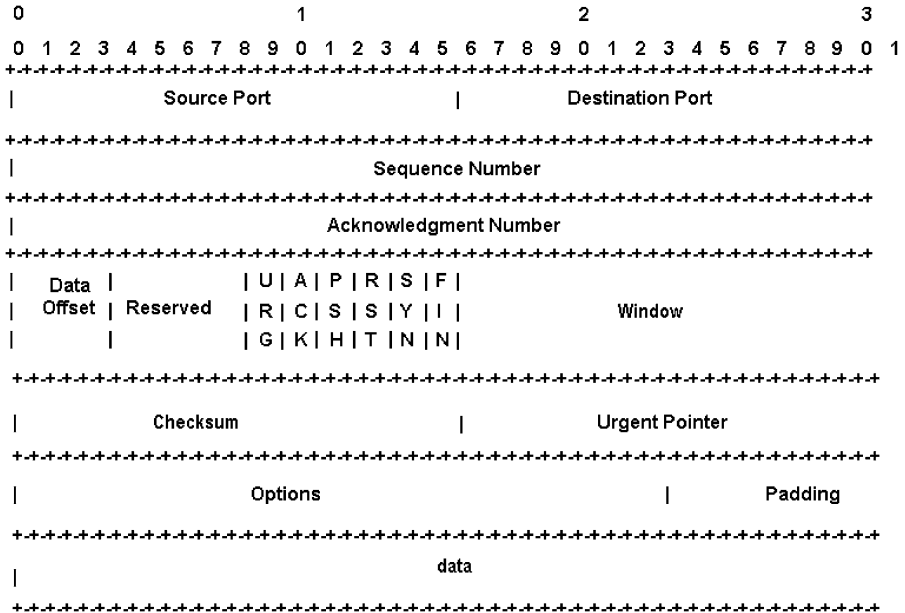 0 1 2 3
0 1 2 3 4 5 6 7 8 9 0 1 2 3 4 5 6 7 8 9 0 1 2 3 4 5 6 7 8 9 0 1
+-+-+-+-+-+-+-+-+-+-+-+-+-+-+-+-+-+-+-+-+-+-+-+-+-+-+-+-+-+-+-+-+
| Source Port | Destination Port
+-+-+-+-+-+-+-+-+-+-+-+-+-+-+-+-+-+-+-+-+-+-+-+-+-+-+-+-+-+-+-+-+
| Sequence Number
+-+-+-+-+-+-+-+-+-+-+-+-+-+-+-+-+-+-+-+-+-+-+-+-+-+-+-+-+-+-+-+-+
| Acknowledgment Number
+-+-+-+-+-+-+-+-+-+-+-+-+-+-+-+-+-+-+-+-+-+-+-+-+-+-+-+-+-+-+-+-+
| Data | | U | A | P | R | S | F |
| Offset | Reserved | R | C | S | S | Y | I | Window
| | | G | K | H | T | N | N |
+-+-+-+-+-+-+-+-+-+-+-+-+-+-+-+-+-+-+-+-+-+-+-+-+-+-+-+-+-+-+-+-+
| Checksum | Urgent Pointer
+-+-+-+-+-+-+-+-+-+-+-+-+-+-+-+-+-+-+-+-+-+-+-+-+-+-+-+-+-+-+-+-+
| Options | Padding
+-+-+-+-+-+-+-+-+-+-+-+-+-+-+-+-+-+-+-+-+-+-+-+-+-+-+-+-+-+-+-+-+
| data
+-+-+-+-+-+-+-+-+-+-+-+-+-+-+-+-+-+-+-+-+-+-+-+-+-+-+-+-+-+-+-+-+